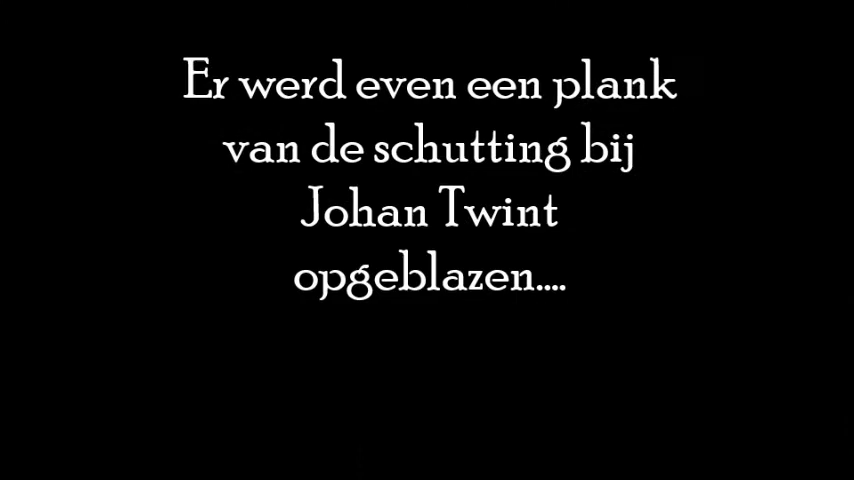 Er werd even een plank
van de schutting bij
Johan Twint
opgeblazen....